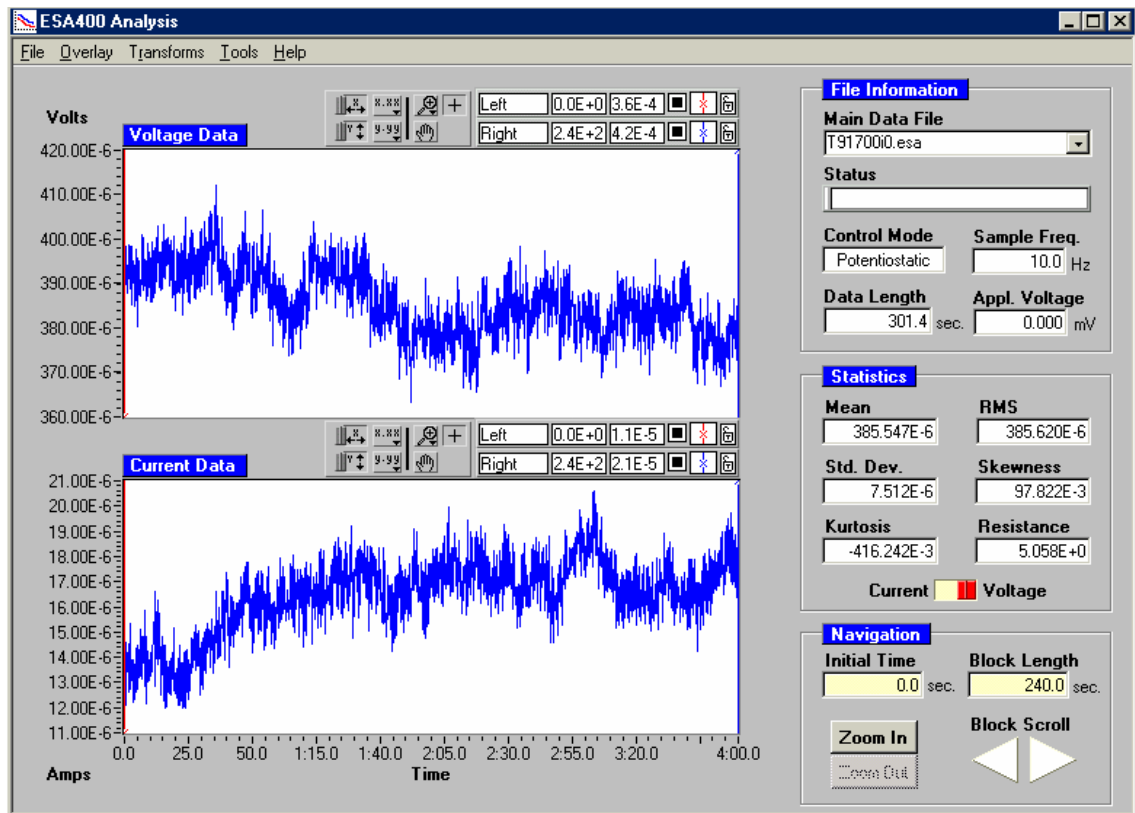 ESA400 Analysis
File Overlay Transforms Tools Help
Volts
Voltage Data
x.xx
y.yy
Left 0.0E+0 3.6E-4
Right 2.4E+2 4.2E-4
420.00E-6
410.00E-6
400.00E-6
390.00E-6
380.00E-6
370.00E-6
360.00E-6
Current Data
x.xx
y.yy
Left 0.0E+0 1.1E-5
Right 2.4E+2 2.1E-5
21.00E-6
20.00E-6
19.00E-6
18.00E-6
17.00E-6
16.00E-6
15.00E-6
14.00E-6
13.00E-6
12.00E-6
11.00E-6
0.0 25.0 50.0 1:15.0 1:40.0 2:05.0 2:30.0 2:55.0 3:20.0 4:00.0
Amps
Time
File Information
Main Data File
T91700i0.esa
Status
Control Mode Sample Freq.
Potentiostatic 10.0 Hz
Data Length Appl. Voltage
301.4 sec. 0.000 mV
Statistics
Mean RMS
385.547E-6 385.620E-6
Std. Dev. Skewness
7.512E-6 97.822E-3
Kurtosis Resistance
-416.242E-3 5.058E+0
Current Voltage
Navigation
Initial Time Block Length
0.0 sec. 240.0 sec.
Zoom In Block Scroll
Zoom Out